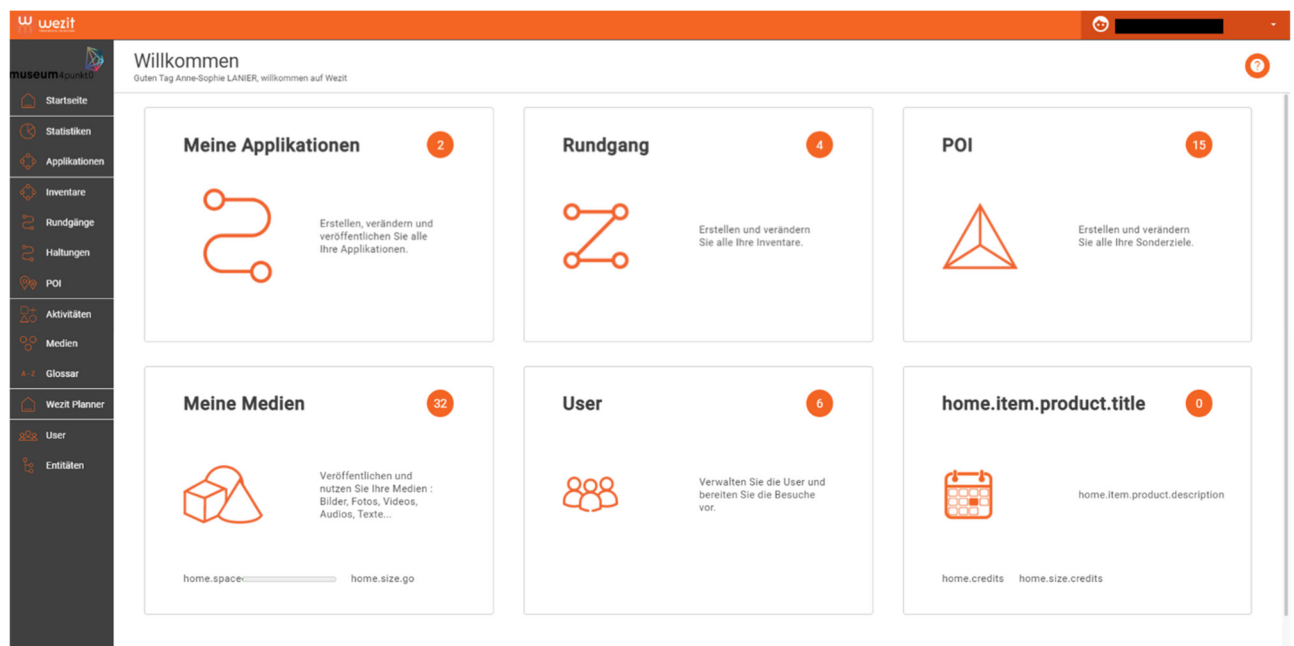 wezit
museum4punkt0
Willkommen
Guten Tag Anne-Sophie LANIER, willkommen auf Wezit
?
Startseite
Statistiken
Applikationen
Inventare
Rundgänge
Haltungen
POI
Aktivitäten
Medien
A-Z Glossar
Wezit Planner
User
Entitäten
Meine Applikationen 2
Erstellen, verändern und
veröffentlichen Sie alle
Ihre Applikationen.
Rundgang 4
Erstellen und verändern
Sie alle Ihre Inventare.
POI 15
Erstellen und verändern
Sie alle Ihre Sonderziele.
Meine Medien 32
Veröffentlichen und
nutzen Sie Ihre Medien :
Bilder, Fotos, Videos,
Audios, Texte...
home.space home.size.go
User 6
Verwalten Sie die User und
bereiten Sie die Besuche
vor.
home.item.product.title 0
home.item.product.description
home.credits home.size.credits